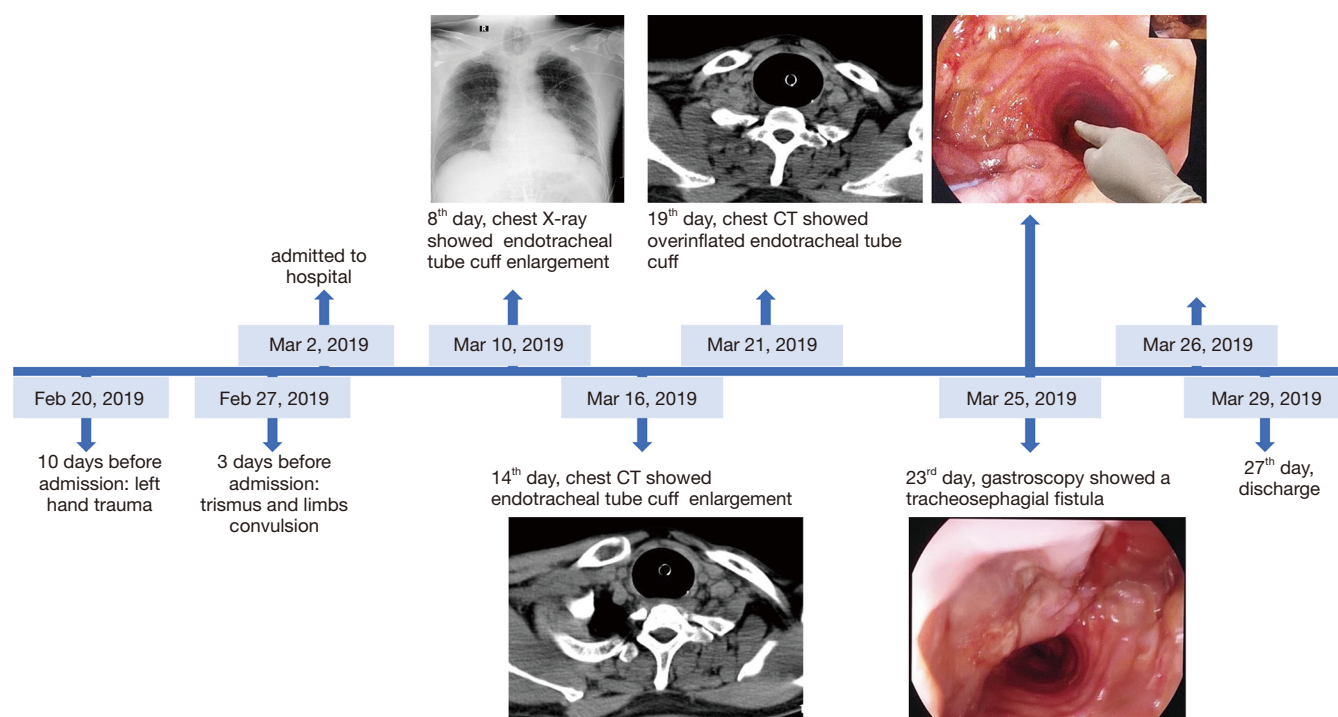 R
8th day, chest X-ray
showed endotracheal
tube cuff enlargement
19th day, chest CT showed
overinflated endotracheal tube
cuff
admitted to
hospital
Mar 2, 2019
Mar 10, 2019
Mar 21, 2019
Mar 26, 2019
Feb 20, 2019
Feb 27, 2019
Mar 16, 2019
Mar 25, 2019
Mar 29, 2019
10 days before
admission: left
hand trauma
3 days before
admission:
trismus and limbs
convulsion
14th day, chest CT showed
endotracheal tube cuff enlargement
23rd day, gastroscopy showed a
tracheosephagial fistula
27th day,
discharge